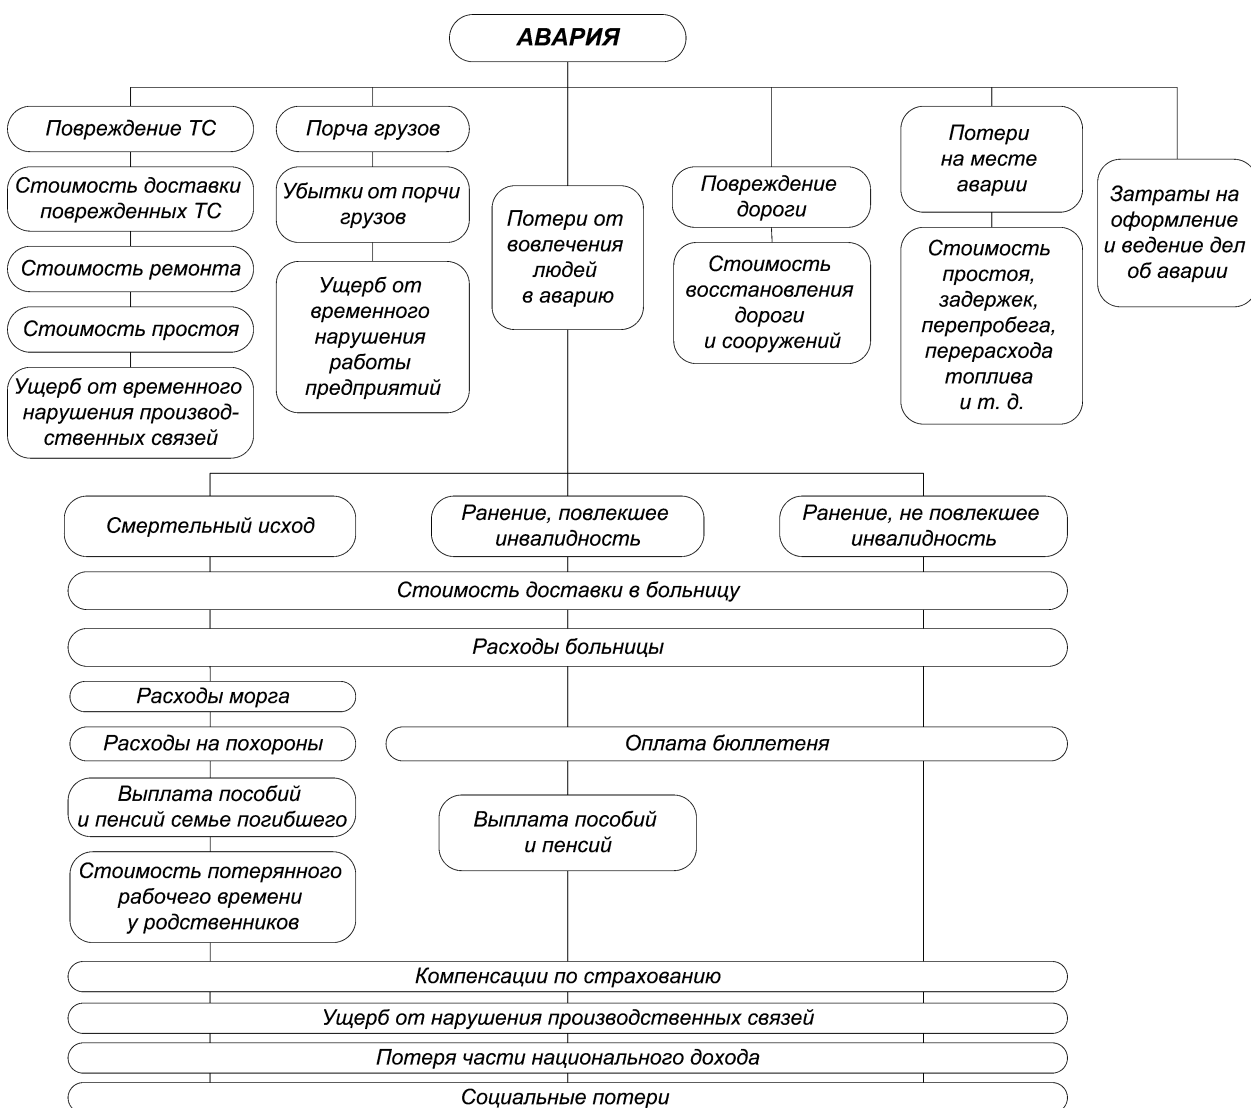 АВАРИЯ
Повреждение ТС
Стоимость доставки
поврежденных ТС
Стоимость ремонта
Стоимость простоя
Ущерб от временного
нарушения производ-
ственных связей
Порча грузов
Убытки от порчи
грузов
Ущерб от
временного
нарушения
работы
предприятий
Потери от
вовлечения
людей
в аварию
Повреждение
дороги
Стоимость
восстановления
дороги
и сооружений
Потери
на месте
аварии
Стоимость
простоя,
задержек,
перепробега,
перерасхода
топлива
и т. д.
Затраты на
оформление
и ведение дел
об аварии
Смертельный исход
Ранение, повлекшее
инвалидность
Ранение, не повлекшее
инвалидность
Стоимость доставки в больницу
Расходы больницы
Расходы морга
Расходы на похороны
Оплата бюллетеня
Выплата пособий
и пенсий семье погибшего
Выплата пособий
и пенсий
Стоимость потерянного
рабочего времени
у родственников
Компенсации по страхованию
Ущерб от нарушения производственных связей
Потеря части национального дохода
Социальные потери